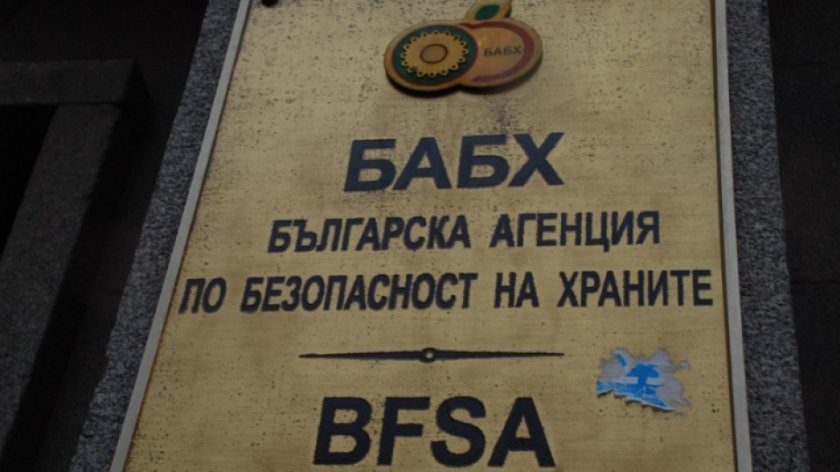 БАБХ
БАБХ
БЪЛГАРСКА АГЕНЦИЯ
ПО БЕЗОПАСНОСТ НА ХРАНИТЕ
BFSA